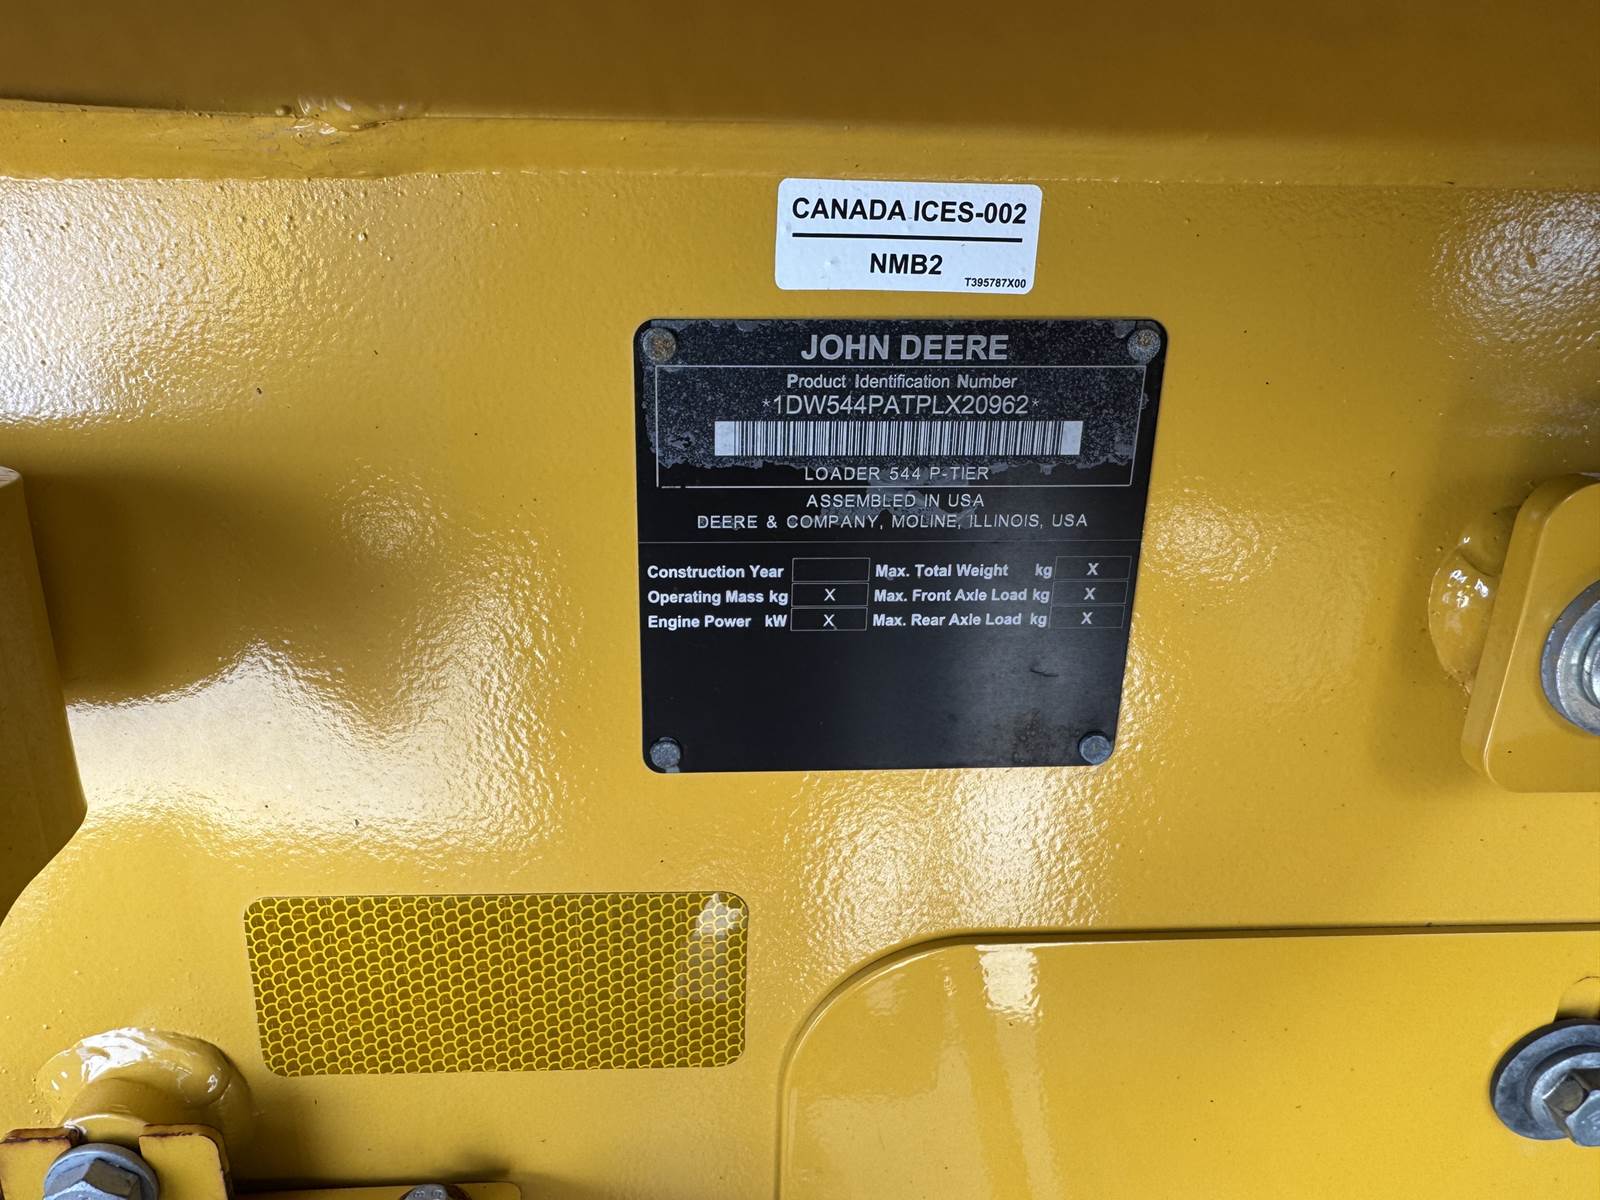 CANADA ICES-002
NMB2
T395787X00
JOHN DEERE
Product Identification Number
*1DW544PATPLX20962*
LOADER 544 P-TIER
ASSEMBLED IN USA
DEERE & COMPANY, MOLINE, ILLINOIS, USA
Construction Year Max. Total Weight kg X
Operating Mass kg X Max. Front Axle Load kg X
Engine Power kW X Max. Rear Axle Load kg X